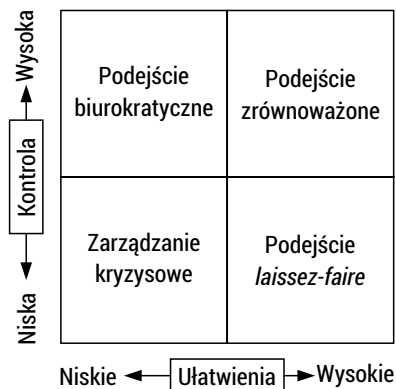 Wysoka
Kontrola
Niska
Podejście
biurokratyczne
Podejście
zrównoważone
Zarządzanie
kryzysowe
Podejście
laissez-faire
Niskie Ułatwienia Wysokie